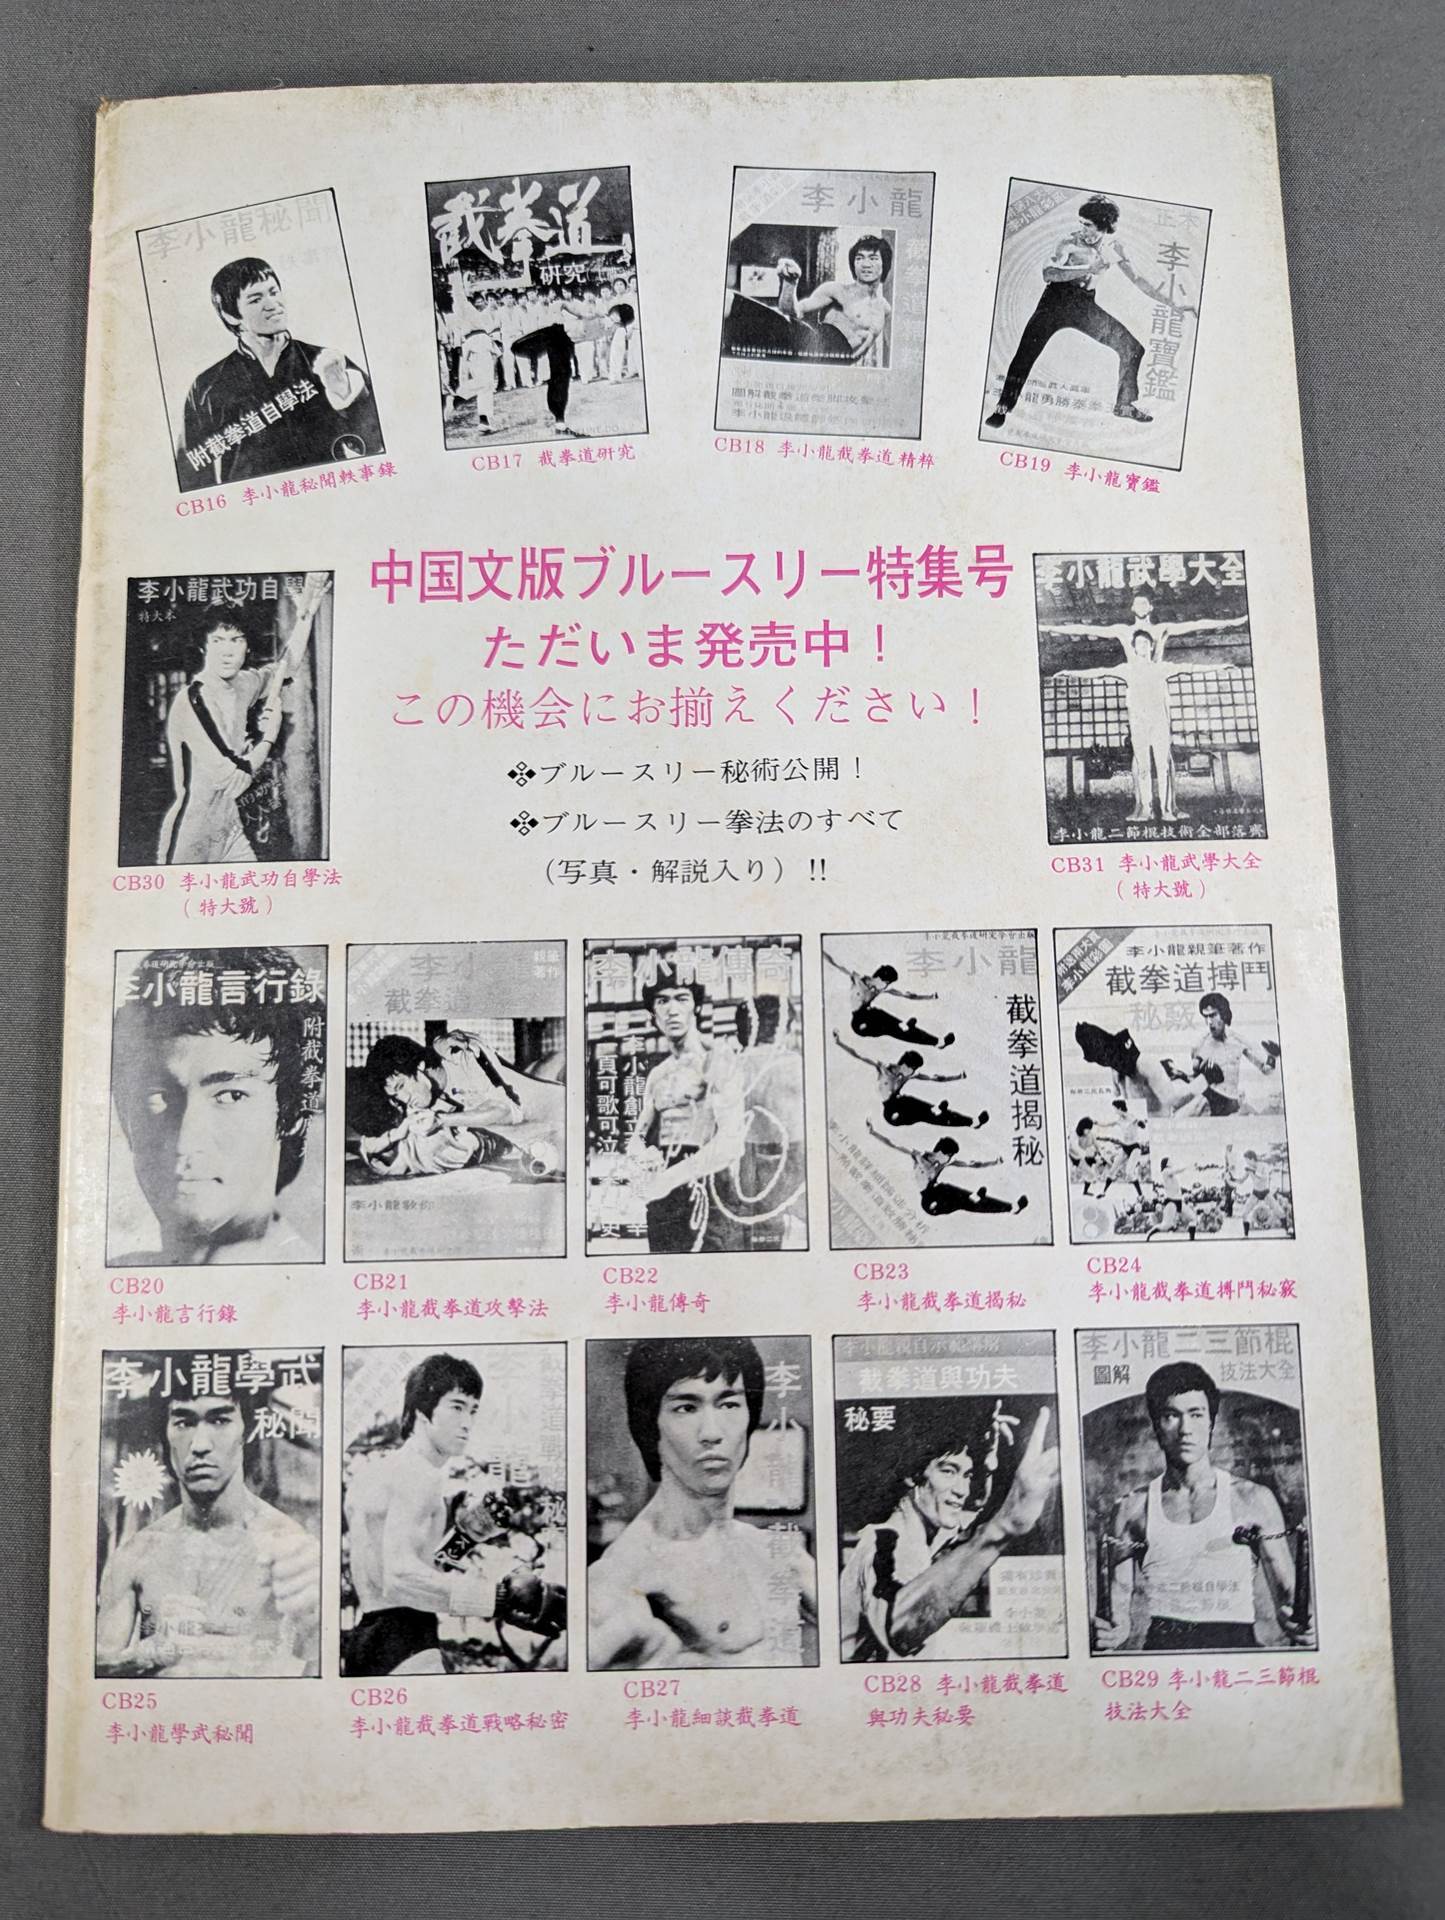 李小龍秘聞
附截拳道自學法
CB16 李小龍秘聞軼事錄
截拳道
研究
CB17 截拳道研究
李小龍
截拳道
CB18 李小龍截拳道精粹
正本
李小龍寶鑑
CB19 李小龍寶鑑
中国文版ブルースリー特集号
ただいま発売中！
この機会にお揃えください！
ブルースリー秘術公開！
ブルースリー拳法のすべて
（写真・解説入り）!!
李小龍武功自學
特大本
CB30 李小龍武功自學法
(特大號)
李小龍武學大全
李小龍二節棍技術全部落齊
CB31 李小龍武學大全
(特大號)
李小龍言行錄
附截拳道
CB20
李小龍言行錄
李小
親筆著作
截拳道
CB21
李小龍截拳道攻擊法
李小龍傳奇
李小龍創立
頁可歌可泣
CB22
李小龍傳奇
李小龍
截拳道揭秘
CB23
李小龍截拳道揭秘
李小龍親筆著作
截拳道搏鬥
秘竅
CB24
李小龍截拳道搏鬥秘竅
李小龍學武
秘聞
CB25
李小龍學武秘聞
CB26
李小龍截拳道戰略秘密
李小龍
截拳道
CB27
李小龍細談截拳道
截拳道與功夫
秘要
CB28 李小龍截拳道
與功夫秘要
李小龍二三節棍
圖解
技法大全
CB29 李小龍二三節棍
技法大全